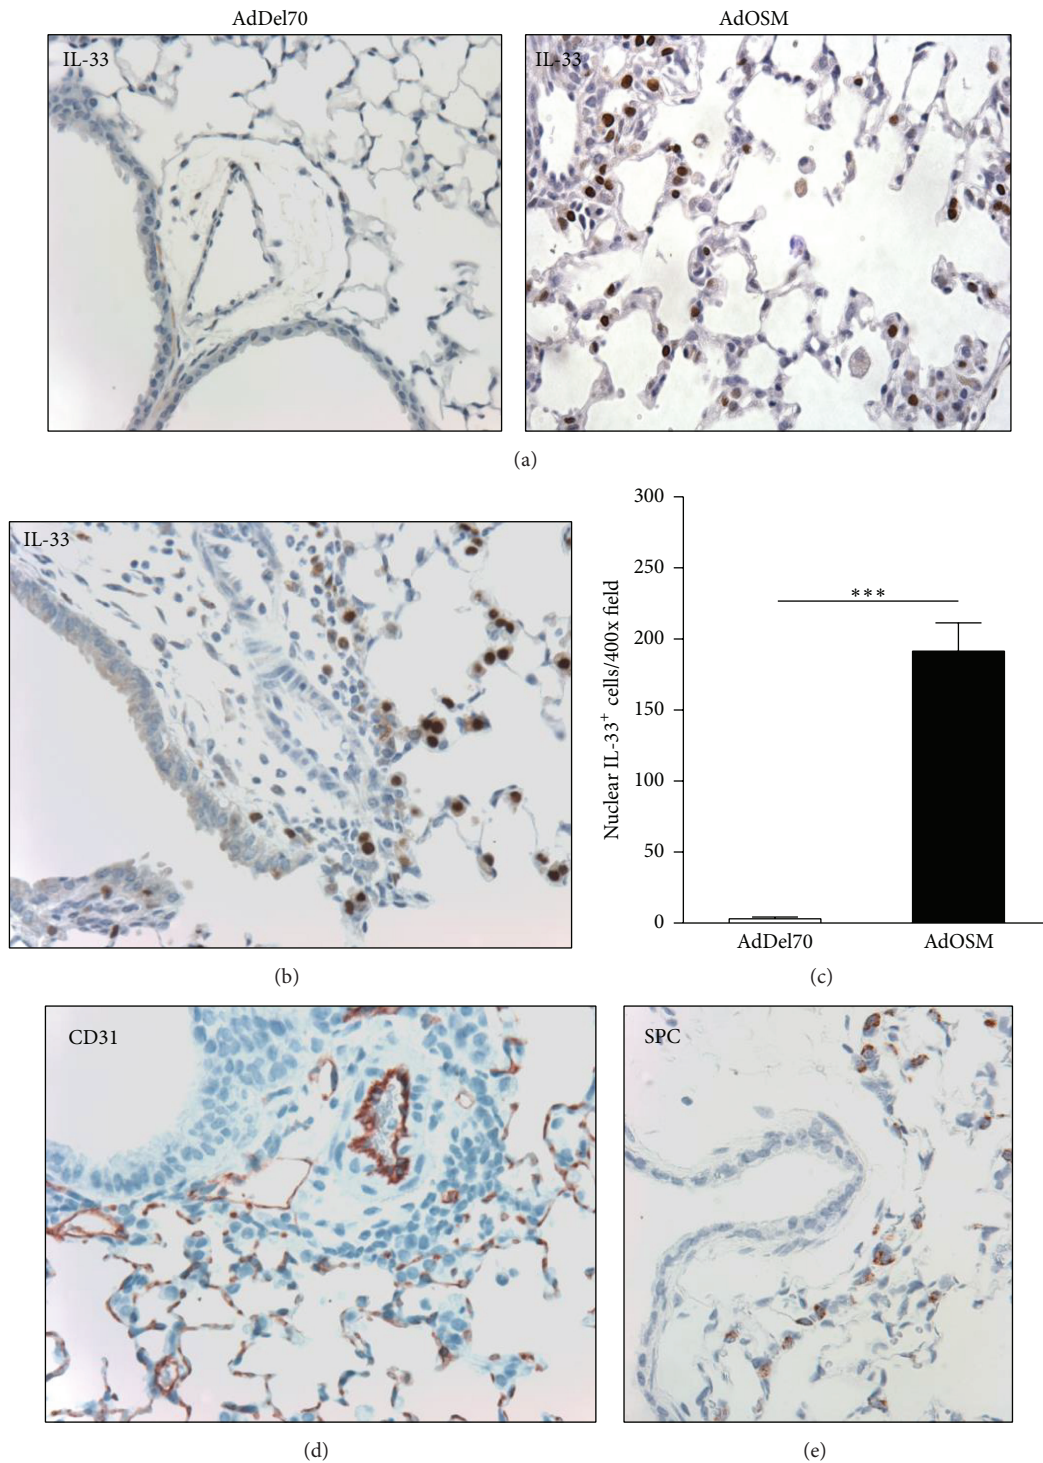 AdDel70
AdOSM
IL-33
IL-33
(a)
IL-33
(b)
300
250
200
150
100
50
0
Nuclear IL-33⁺ cells/400x field
***
AdDel70
AdOSM
(c)
CD31
(d)
SPC
(e)